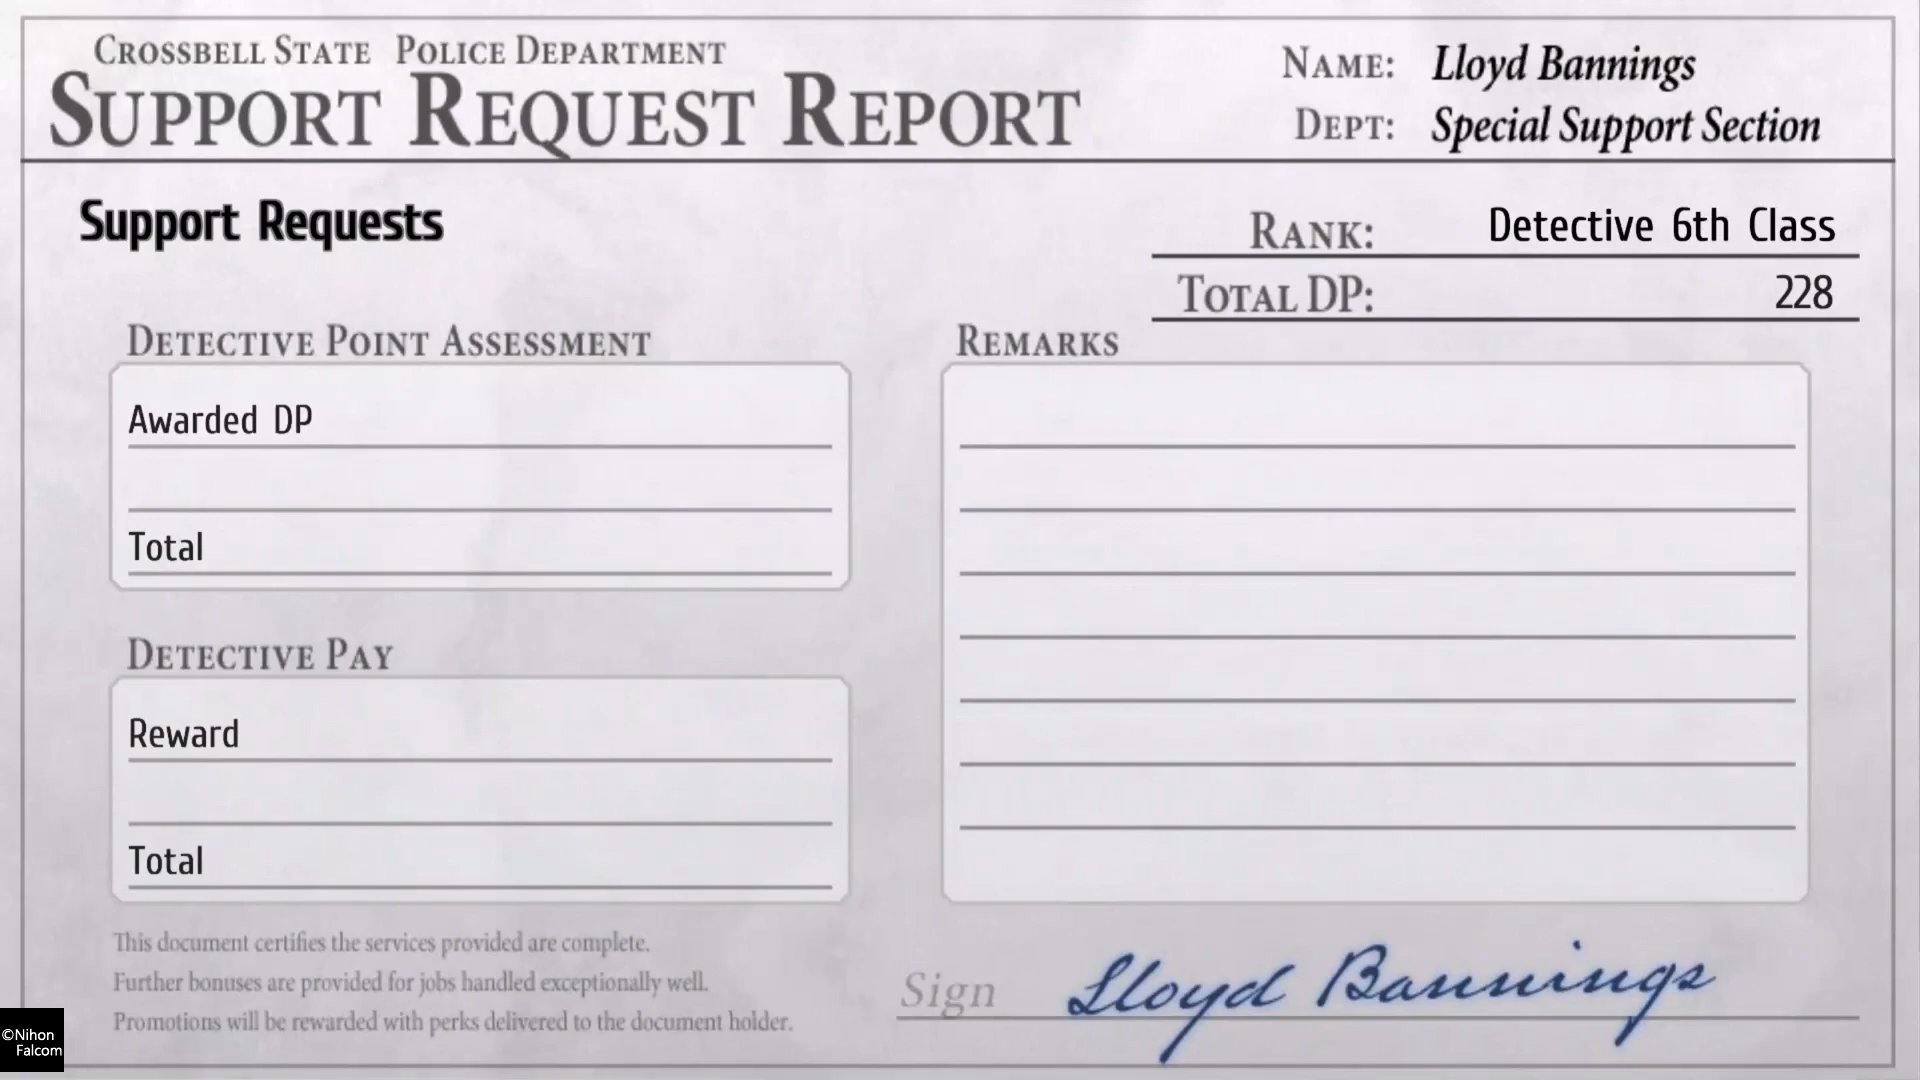 CROSSBELL STATE POLICE DEPARTMENT
SUPPORT REQUEST REPORT
NAME: Lloyd Bannings
DEPT: Special Support Section
Support Requests
RANK: Detective 6th Class
TOTAL DP: 228
DETECTIVE POINT ASSESSMENT
Awarded DP
Total
DETECTIVE PAY
Reward
Total
REMARKS
This document certifies the services provided are complete.
Further bonuses are provided for jobs handled exceptionally well.
Promotions will be rewarded with perks delivered to the document holder.
Sign Lloyd Bannings
©Nihon
Falcom